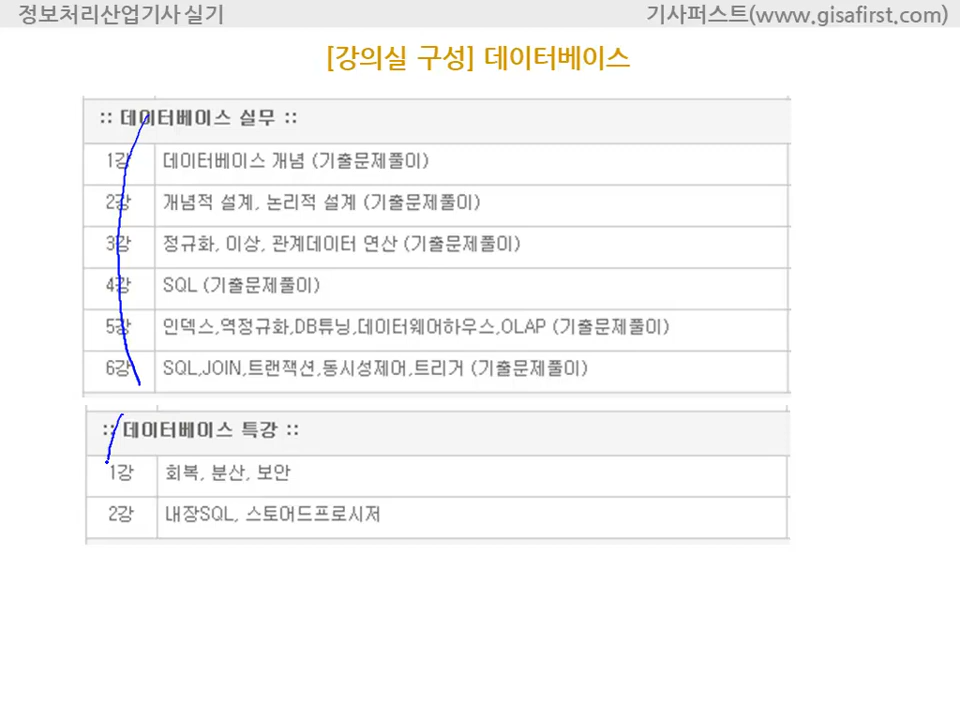 정보처리산업기사 실기
기사퍼스트(www.gisafirst.com)
[강의실 구성] 데이터베이스
:: 데이터베이스 실무 ::
1강 데이터베이스 개념 (기출문제풀이)
2강 개념적 설계, 논리적 설계 (기출문제풀이)
3강 정규화, 이상, 관계데이터 연산 (기출문제풀이)
4강 SQL (기출문제풀이)
5강 인덱스,역정규화,DB튜닝,데이터웨어하우스,OLAP (기출문제풀이)
6강 SQL,JOIN,트랜잭션,동시성제어,트리거 (기출문제풀이)
:: 데이터베이스 특강 ::
1강 회복, 분산, 보안
2강 내장SQL, 스토어드프로시저